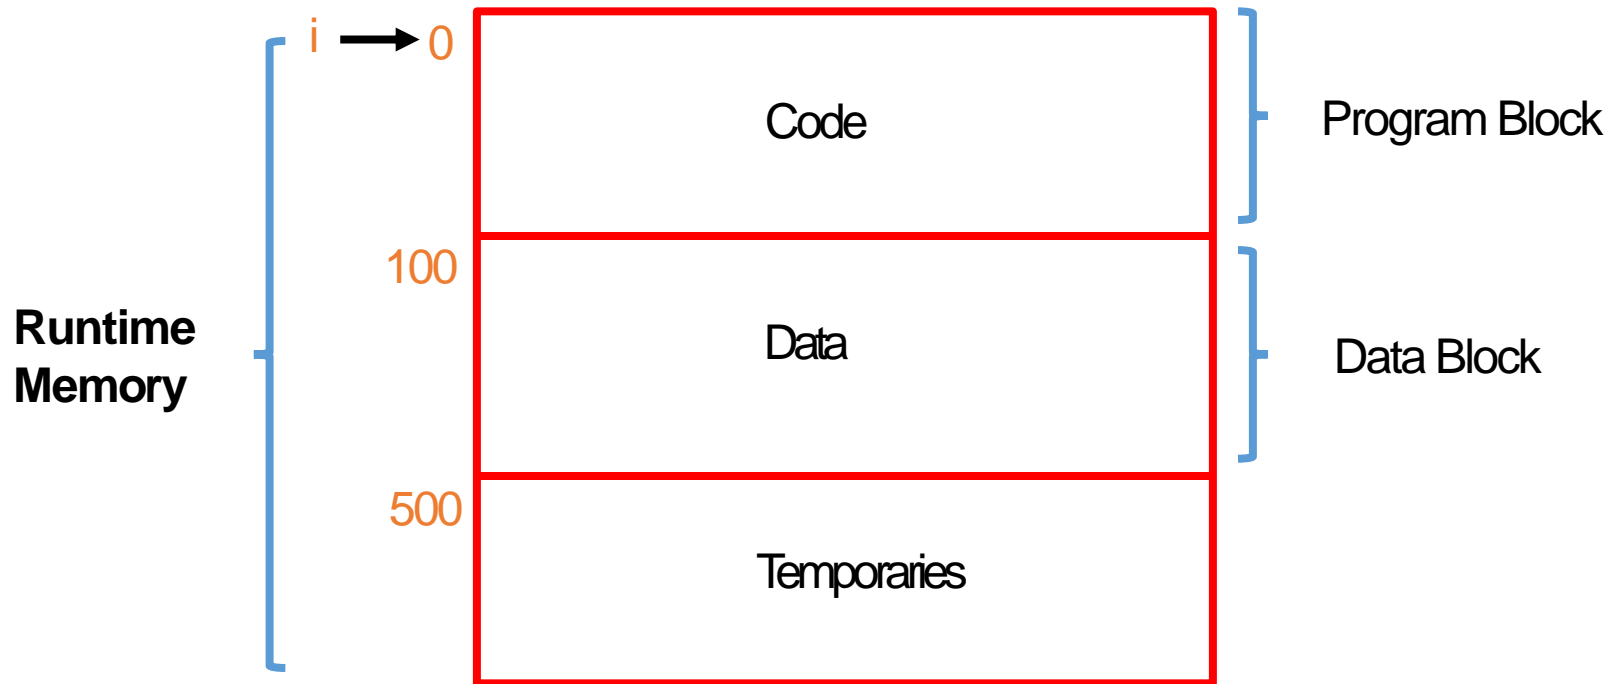 i
0
Code
Program Block
100
Runtime
Memory
Data
Data Block
500
Temporaries